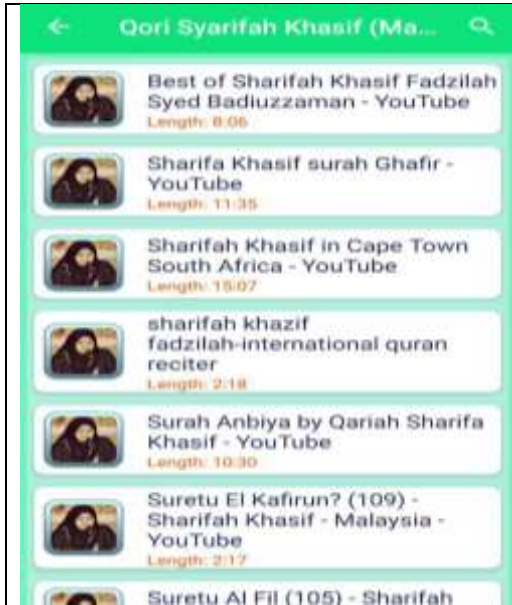 Qori Syarifah Khasif (Ma...
Best of Sharifah Khasif Fadzilah
Syed Badiuzzaman - YouTube
Length: 8:06
Sharifa Khasif surah Ghafir -
YouTube
Length: 11:35
Sharifah Khasif in Cape Town
South Africa - YouTube
Length: 15:07
sharifah khazif
fadzilah-international quran
reciter
Length: 2:18
Surah Anbiya by Qariah Sharifa
Khasif - YouTube
Length: 10:30
Suretu El Kafirun? (109) -
Sharifah Khasif - Malaysia -
YouTube
Length: 2:17
Suretu Al Fil (105) - Sharifah